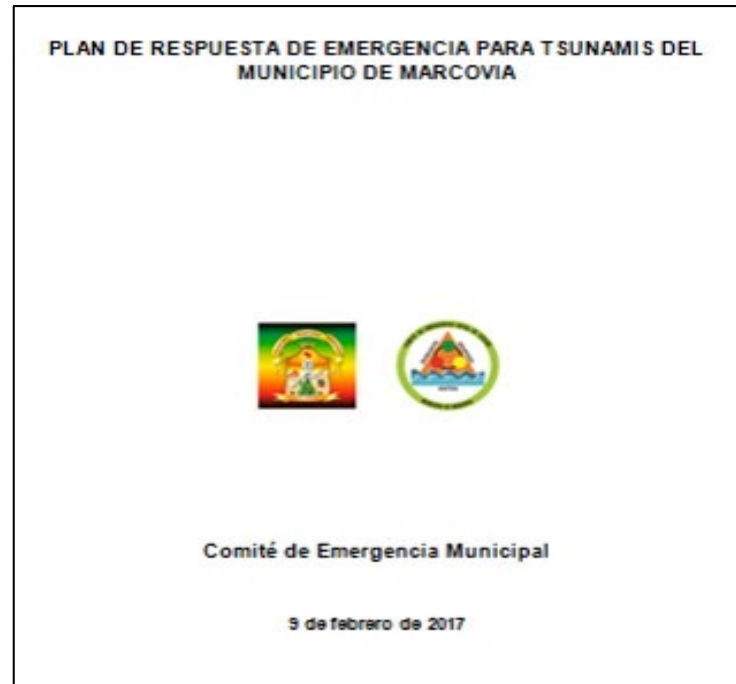 PLAN DE RESPUESTA DE EMERGENCIA PARA TSUNAMIS DEL
MUNICIPIO DE MARCOVIA
Comité de Emergencia Municipal
9 de febrero de 2017